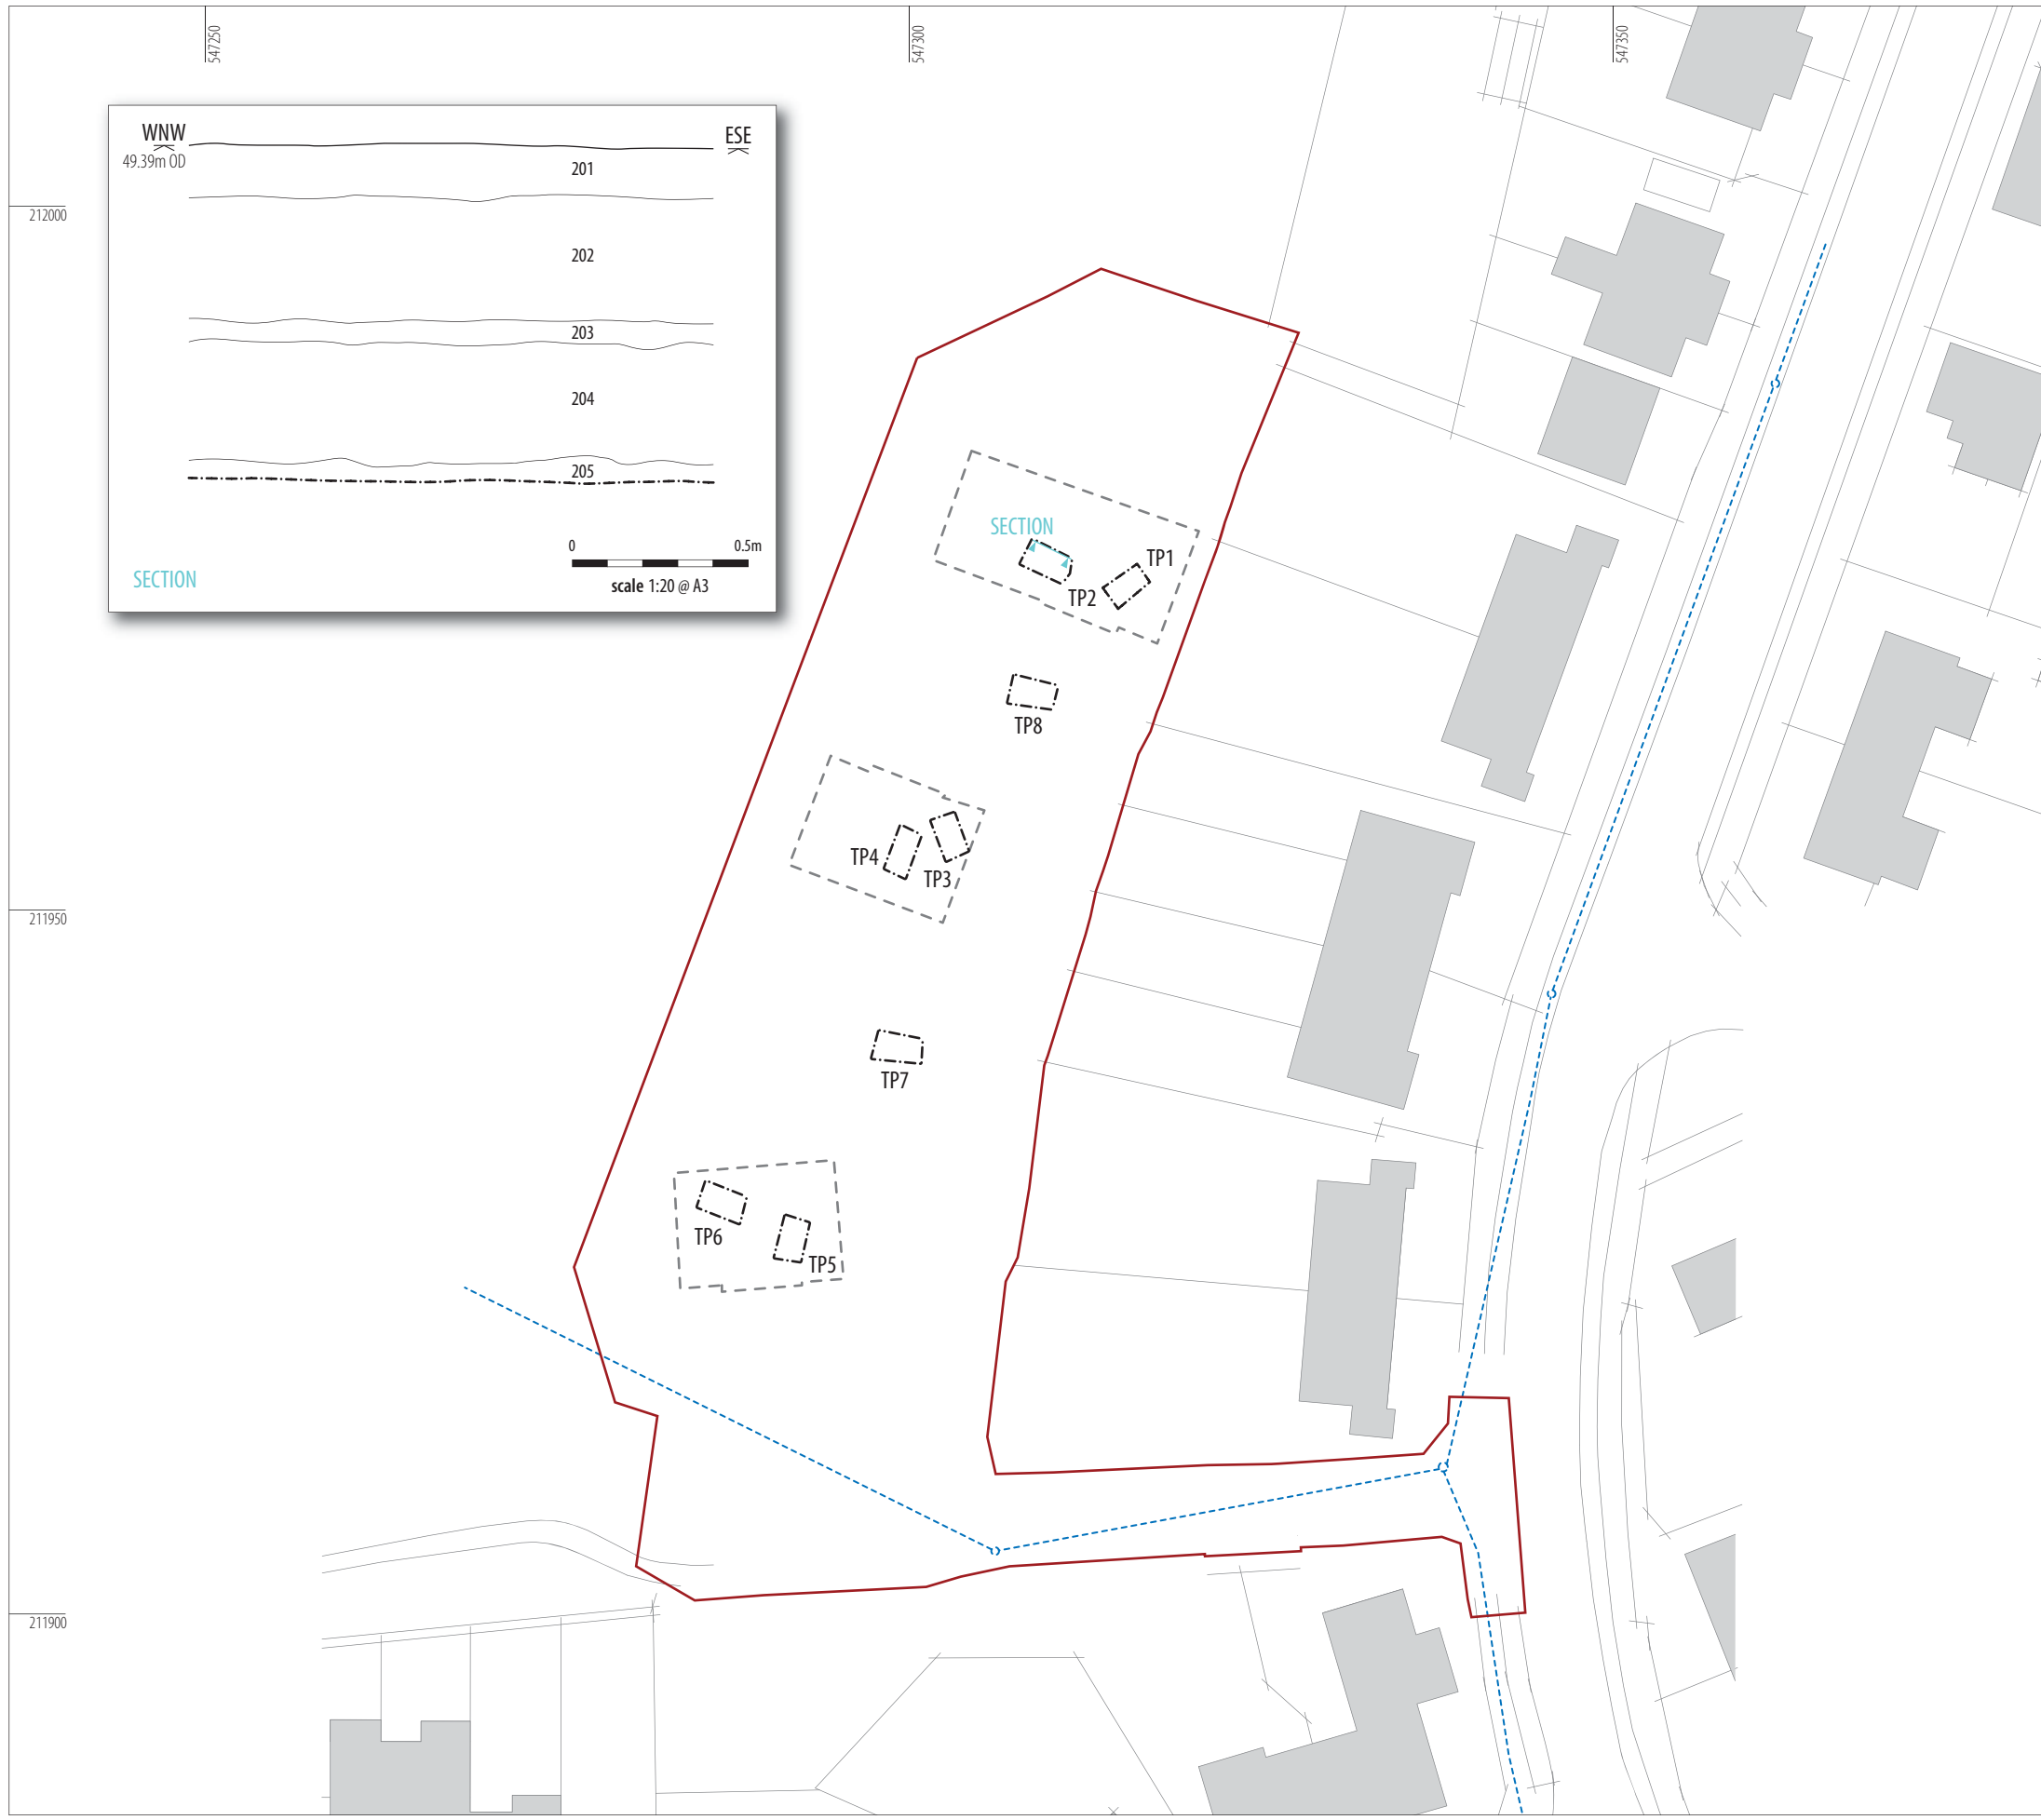 547250
547300
547350
212000
211950
211900
WNW
49.39m OD
ESE
201
202
203
204
205
0 0.5m
scale 1:20 @ A3
SECTION
SECTION
TP1
TP2
TP8
TP4
TP3
TP7
TP6
TP5